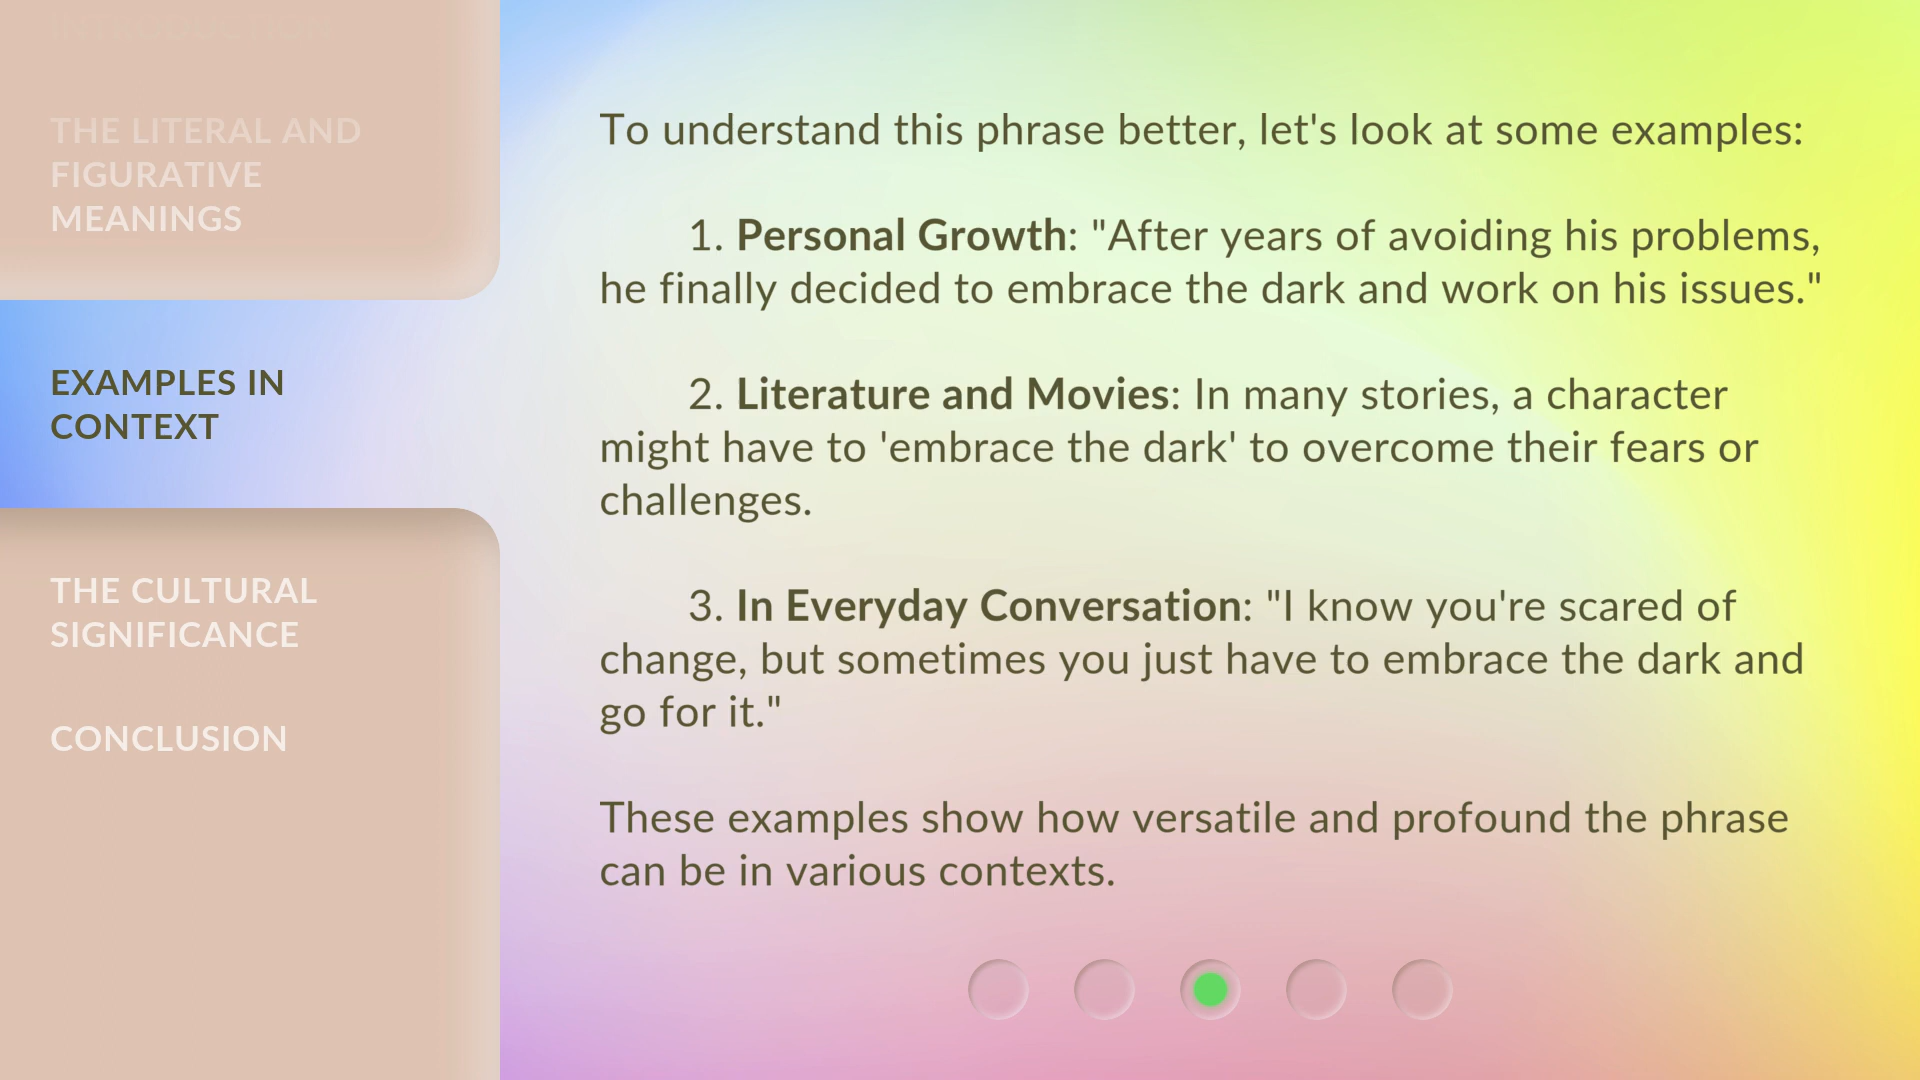 INTRODUCTION
THE LITERAL AND
FIGURATIVE
MEANINGS
EXAMPLES IN
CONTEXT
THE CULTURAL
SIGNIFICANCE
CONCLUSION
To understand this phrase better, let's look at some examples:
1. Personal Growth: "After years of avoiding his problems,
he finally decided to embrace the dark and work on his issues."
2. Literature and Movies: In many stories, a character
might have to 'embrace the dark' to overcome their fears or
challenges.
3. In Everyday Conversation: "I know you're scared of
change, but sometimes you just have to embrace the dark and
go for it."
These examples show how versatile and profound the phrase
can be in various contexts.